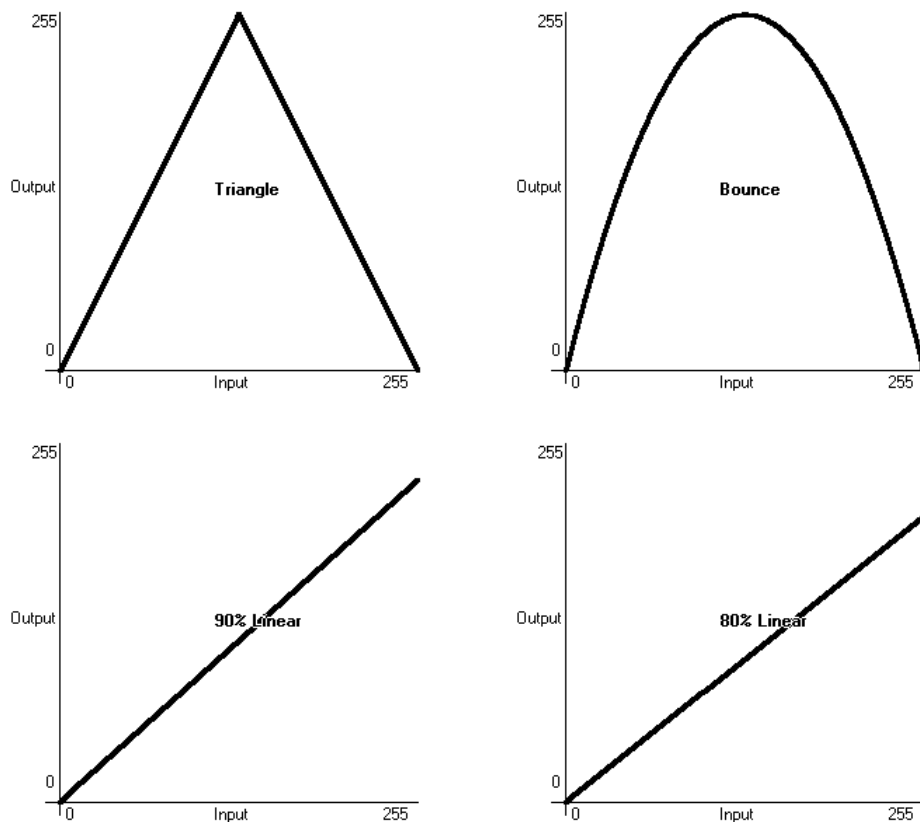 255
Output
Triangle
0
0 Input 255
255
Output
Bounce
0
0 Input 255
255
Output
90% Linear
0
0 Input 255
255
Output
80% Linear
0
0 Input 255